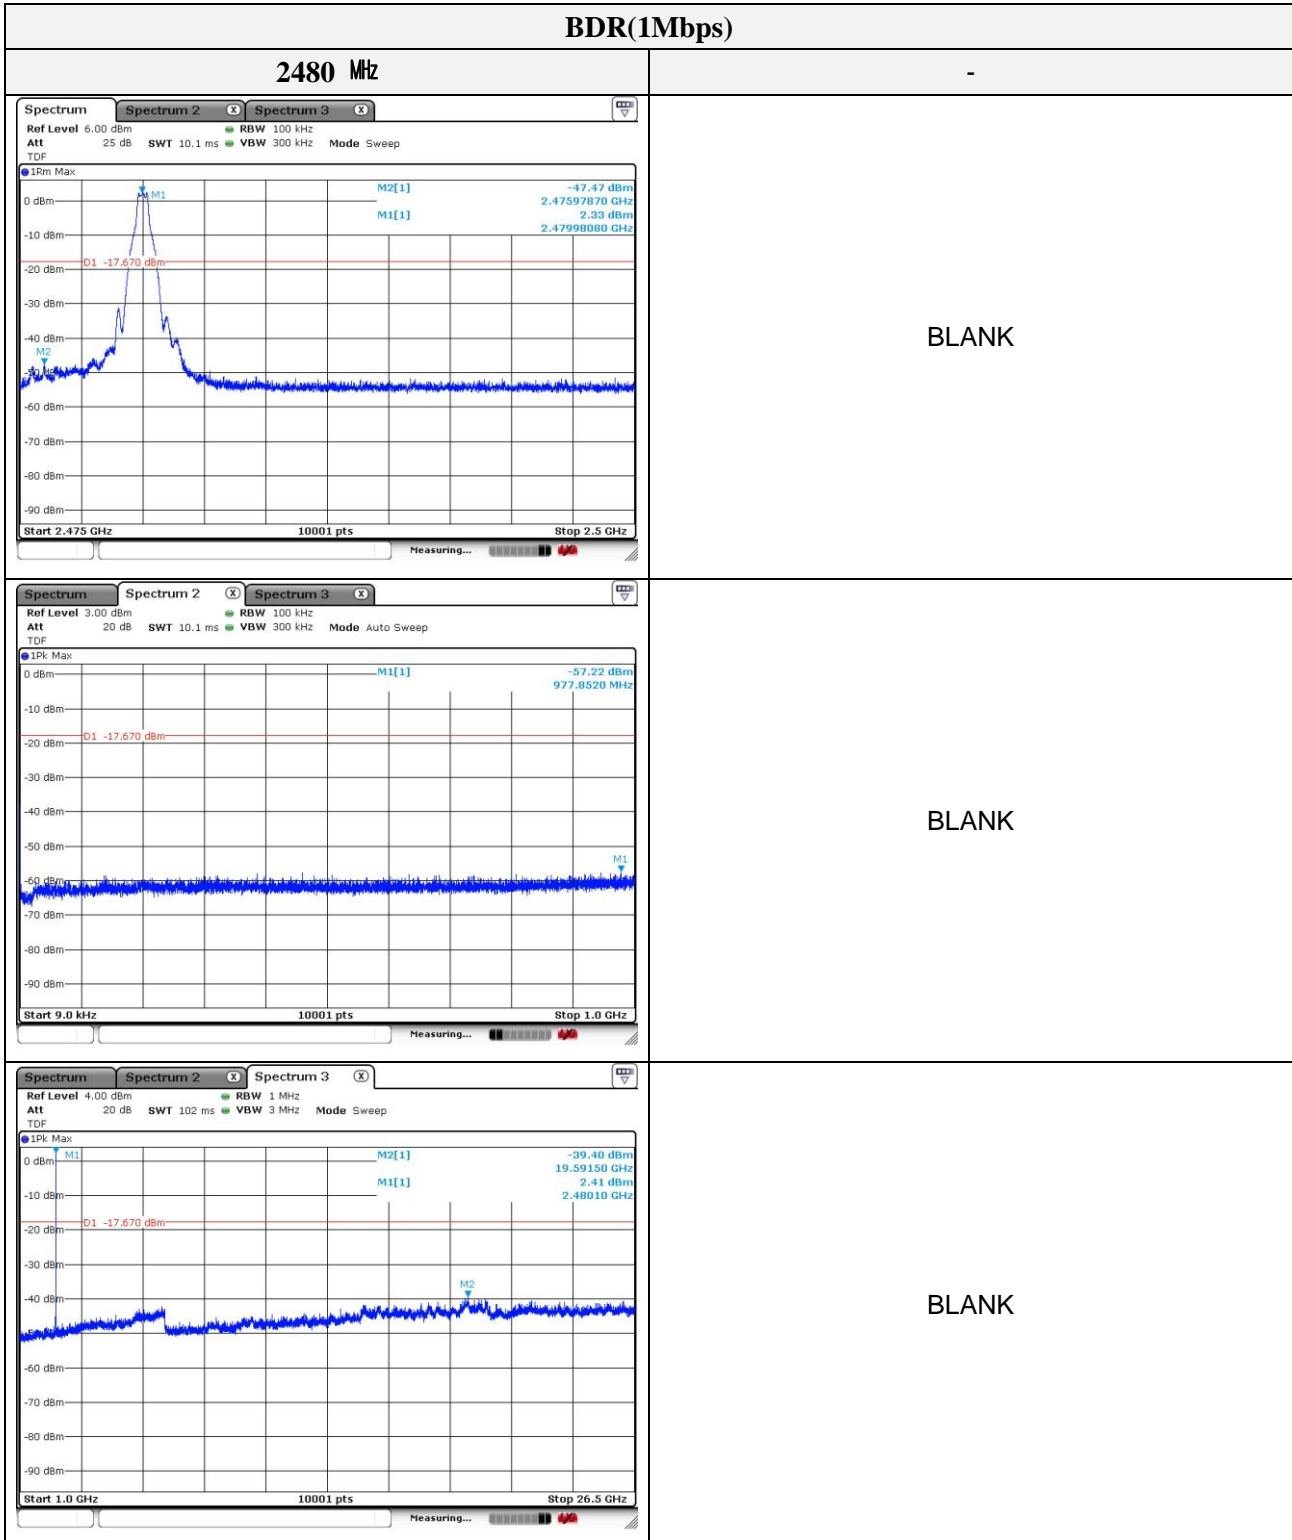 BDR(1Mbps)
2480 ㎒
-
Spectrum
Spectrum 2
Spectrum 3
Ref Level 6.00 dBm
RBW 100 kHz
Att 25 dB SWT 10.1 ms VBW 300 kHz Mode Sweep
TDF
1Rm Max
M2[1] -47.47 dBm
2.47597870 GHz
M1[1] 2.33 dBm
2.47998080 GHz
M1
0 dBm
-10 dBm
D1 -17.670 dBm
-20 dBm
-30 dBm
-40 dBm
M2
-50 dBm
-60 dBm
-70 dBm
-80 dBm
-90 dBm
Start 2.475 GHz 10001 pts Stop 2.5 GHz
Measuring...
BLANK
Spectrum
Spectrum 2
Spectrum 3
Ref Level 3.00 dBm
RBW 100 kHz
Att 20 dB SWT 10.1 ms VBW 300 kHz Mode Auto Sweep
TDF
1Pk Max
0 dBm
M1[1] -57.22 dBm
977.8520 MHz
-10 dBm
D1 -17.670 dBm
-20 dBm
-30 dBm
-40 dBm
-50 dBm
M1
-60 dBm
-70 dBm
-80 dBm
-90 dBm
Start 9.0 kHz 10001 pts Stop 1.0 GHz
Measuring...
BLANK
Spectrum
Spectrum 2
Spectrum 3
Ref Level 4.00 dBm
RBW 1 MHz
Att 20 dB SWT 102 ms VBW 3 MHz Mode Sweep
TDF
1Pk Max
M1
0 dBm
M2[1] -39.40 dBm
19.59150 GHz
M1[1] 2.41 dBm
2.48010 GHz
-10 dBm
D1 -17.670 dBm
-20 dBm
-30 dBm
M2
-40 dBm
-50 dBm
-60 dBm
-70 dBm
-80 dBm
-90 dBm
Start 1.0 GHz 10001 pts Stop 26.5 GHz
Measuring...
BLANK